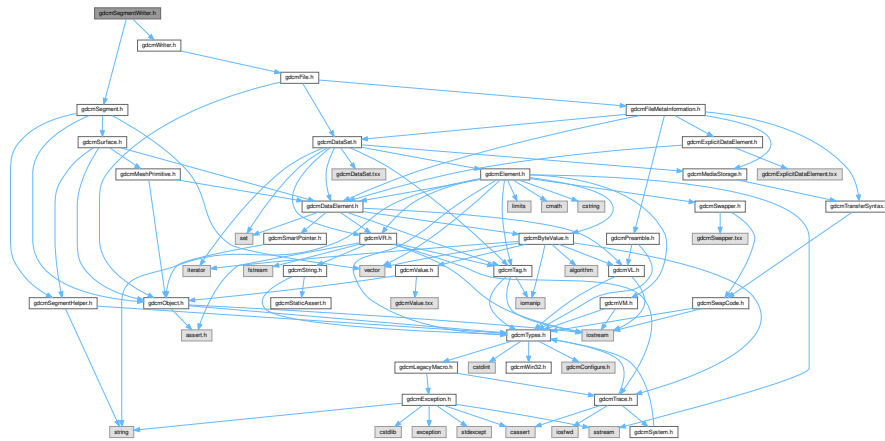 gdcmSegmentWriter.h
gdcmWriter.h
gdcmFile.h
gdcmSegment.h
gdcmFileMetaInformation.h
gdcmSurface.h
gdcmDataSet.h
gdcmExplicitDataElement.h
gdcmMeshPrimitive.h
gdcmDataSet.txx
gdcmElement.h
gdcmMediaStorage.h
gdcmExplicitDataElement.txx
gdcmDataElement.h
limits
cmath
cstring
gdcmSwapper.h
gdcmTransferSyntax.h
set
gdcmSmartPointer.h
gdcmVR.h
gdcmByteValue.h
gdcmPreamble.h
gdcmSwapper.txx
iterator
fstream
gdcmString.h
vector
gdcmValue.h
gdcmTag.h
algorithm
gdcmVL.h
gdcmSegmentHelper.h
gdcmObject.h
gdcmStaticAssert.h
gdcmValue.txx
iomanip
gdcmVM.h
gdcmSwapCode.h
assert.h
gdcmTypes.h
iostream
gdcmLegacyMacro.h
cstdint
gdcmWin32.h
gdcmConfigure.h
gdcmException.h
gdcmTrace.h
string
cstdlib
exception
stdexcept
cassert
iosfwd
sstream
gdcmSystem.h